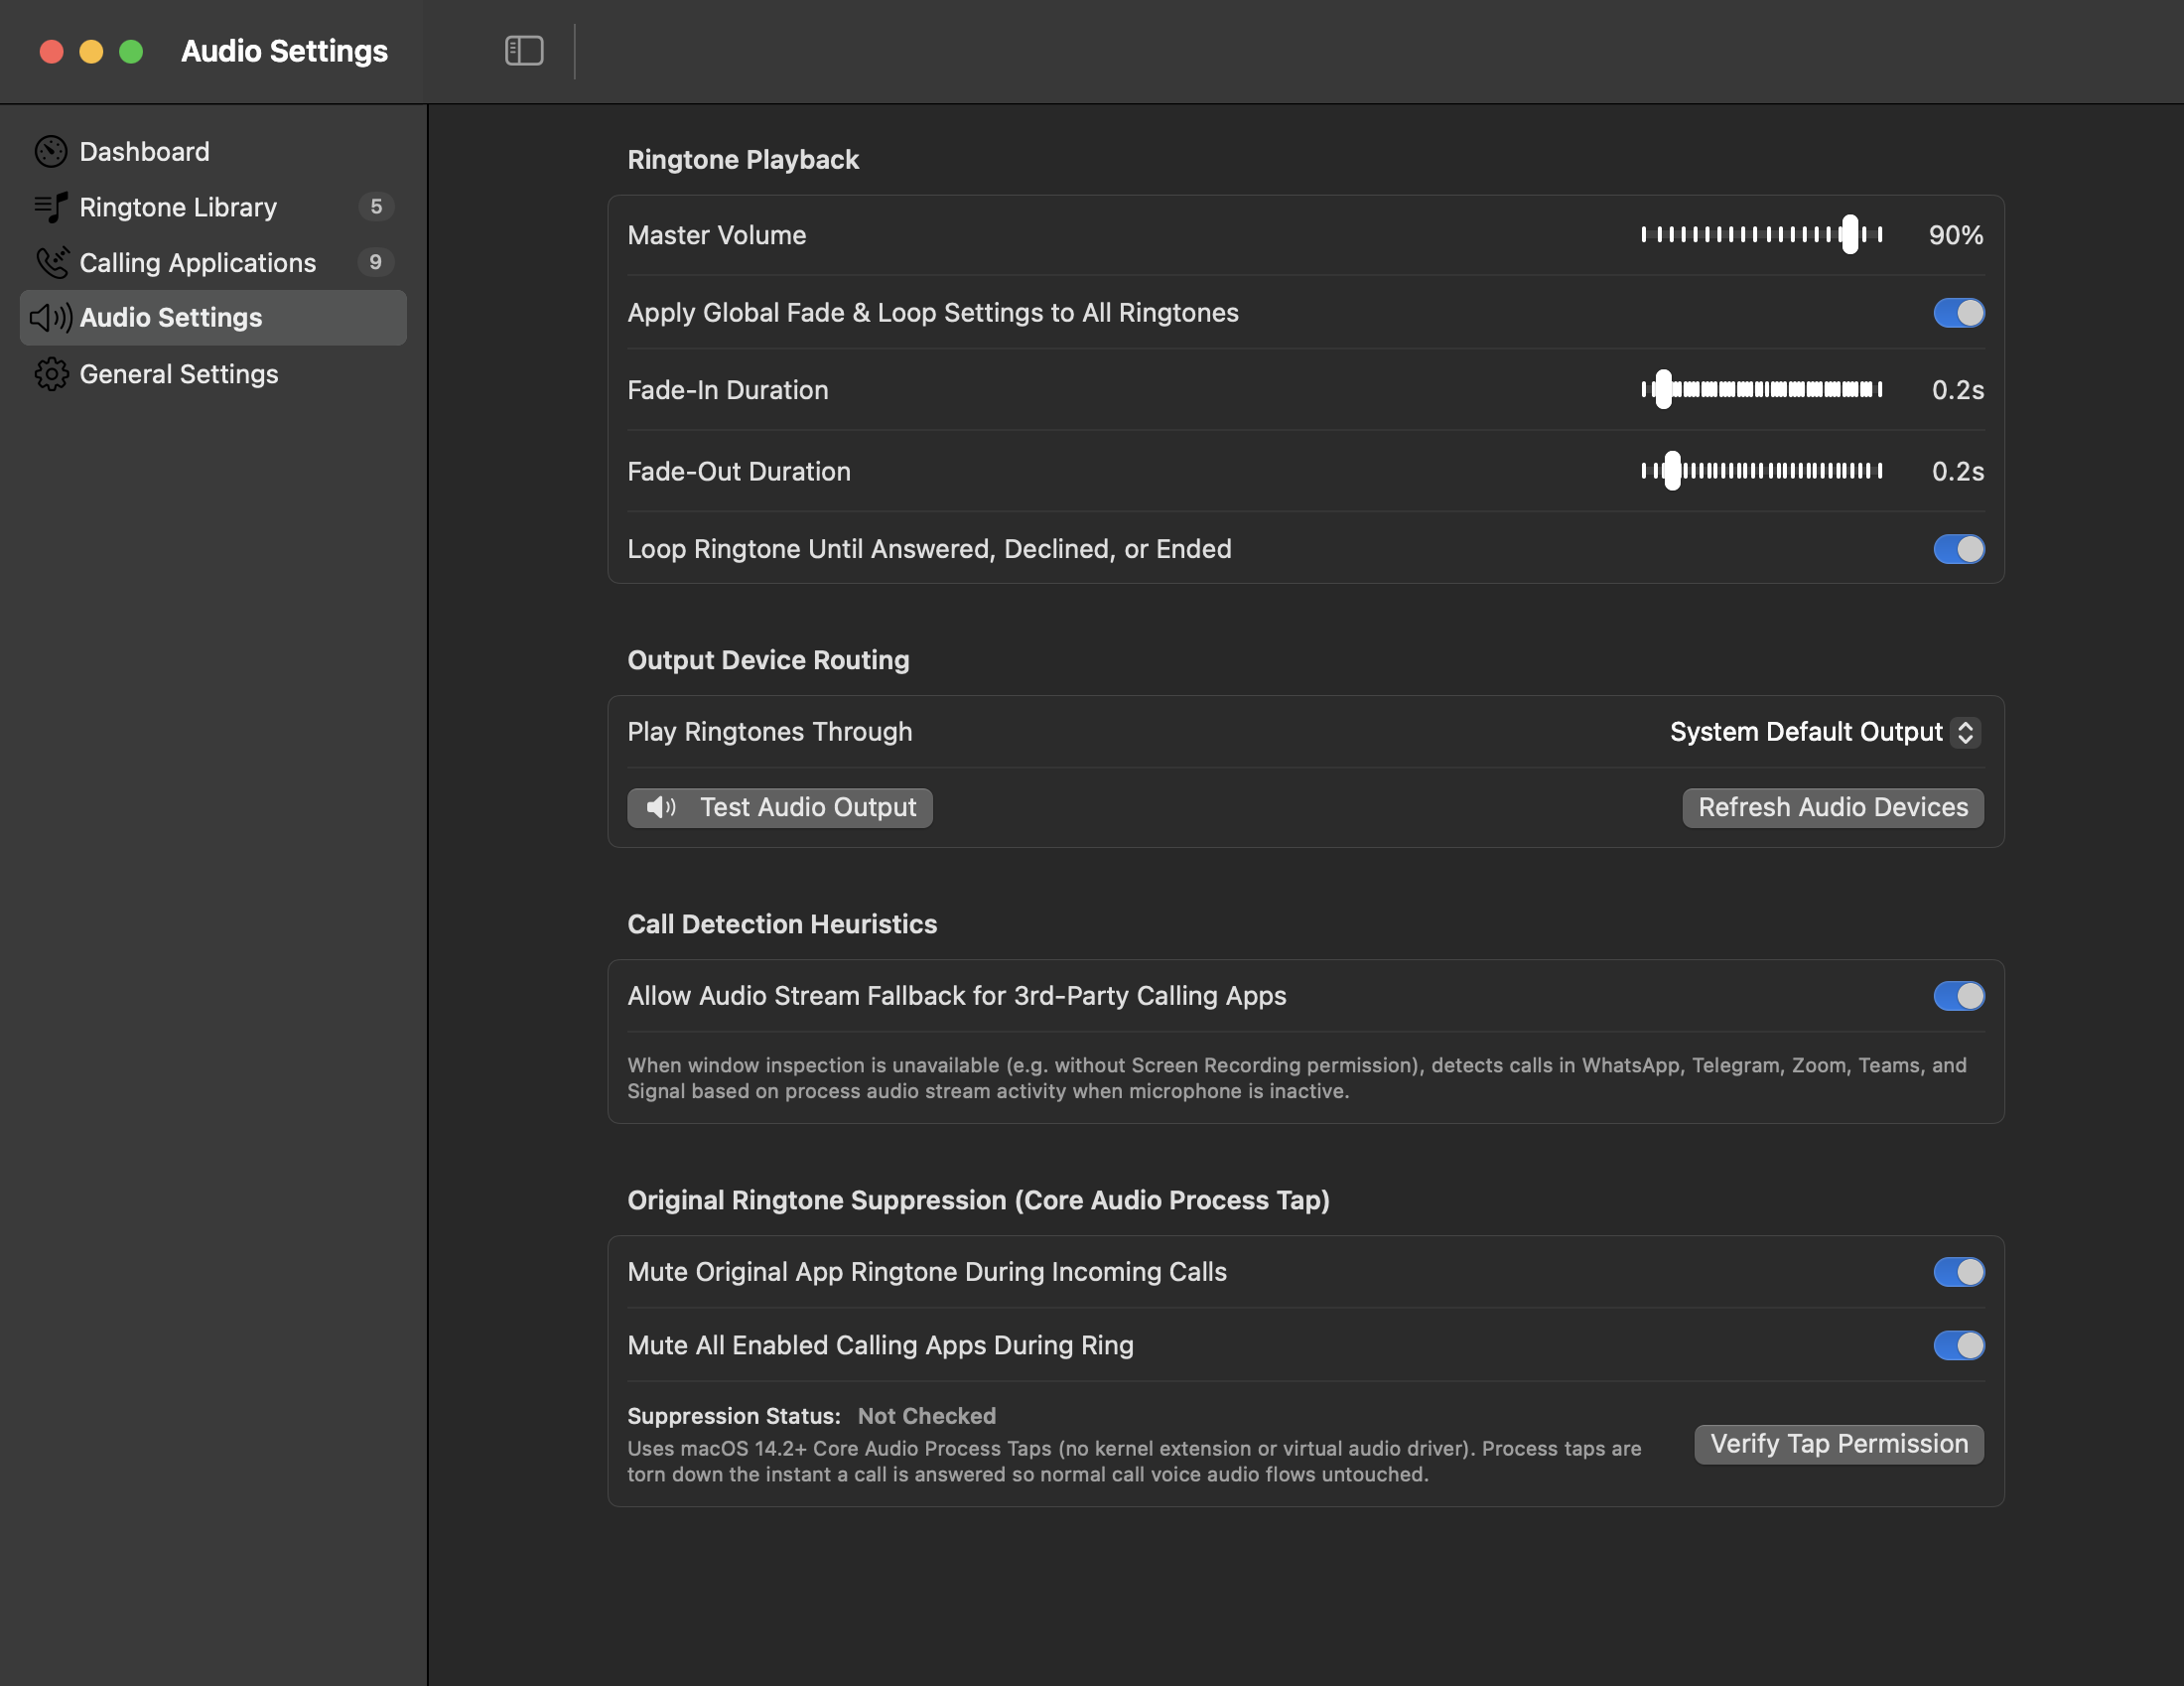 Audio Settings
Dashboard
Ringtone Library 5
Calling Applications 9
Audio Settings
General Settings
Ringtone Playback
Master Volume 90%
Apply Global Fade & Loop Settings to All Ringtones
Fade-In Duration 0.2s
Fade-Out Duration 0.2s
Loop Ringtone Until Answered, Declined, or Ended
Output Device Routing
Play Ringtones Through System Default Output
Test Audio Output Refresh Audio Devices
Call Detection Heuristics
Allow Audio Stream Fallback for 3rd-Party Calling Apps
When window inspection is unavailable (e.g. without Screen Recording permission), detects calls in WhatsApp, Telegram, Zoom, Teams, and
Signal based on process audio stream activity when microphone is inactive.
Original Ringtone Suppression (Core Audio Process Tap)
Mute Original App Ringtone During Incoming Calls
Mute All Enabled Calling Apps During Ring
Suppression Status: Not Checked
Uses macOS 14.2+ Core Audio Process Taps (no kernel extension or virtual audio driver). Process taps are
torn down the instant a call is answered so normal call voice audio flows untouched.
Verify Tap Permission